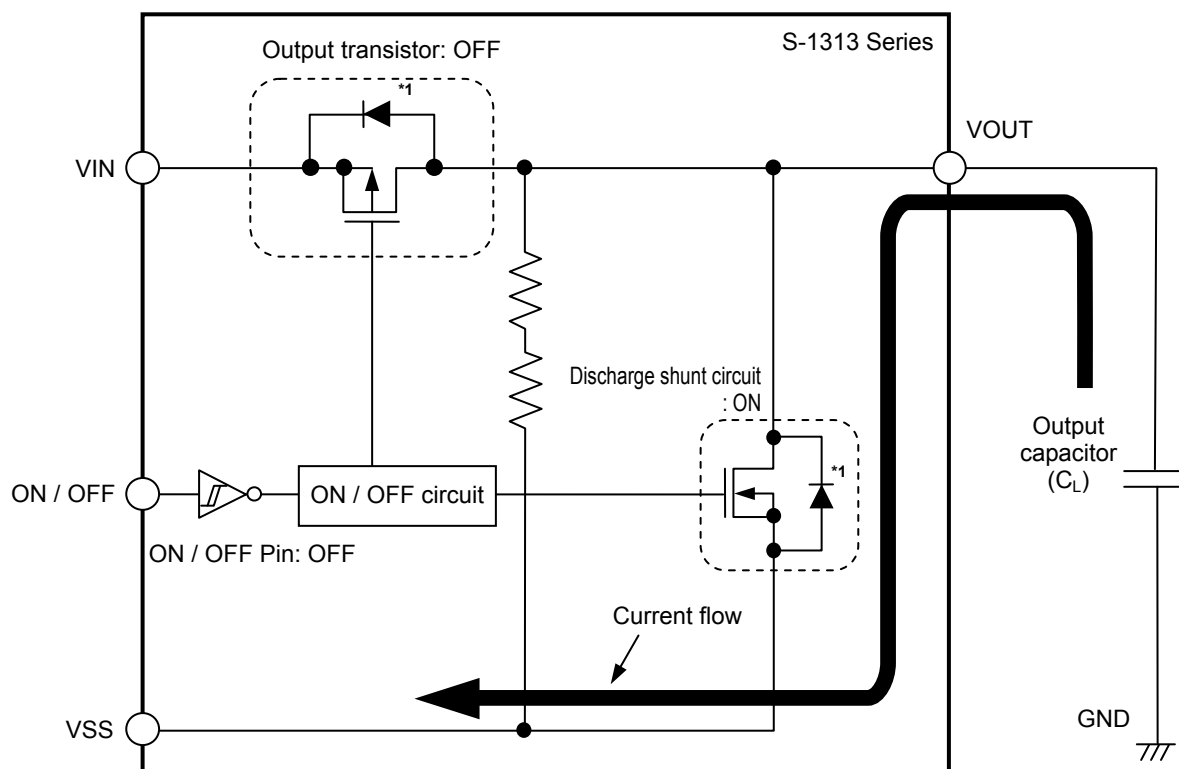 S-1313 Series
Output transistor: OFF
*1
VOUT
VIN
Discharge shunt circuit
: ON
*1
Output
capacitor
(CL)
ON / OFF
ON / OFF circuit
ON / OFF Pin: OFF
Current flow
VSS
GND